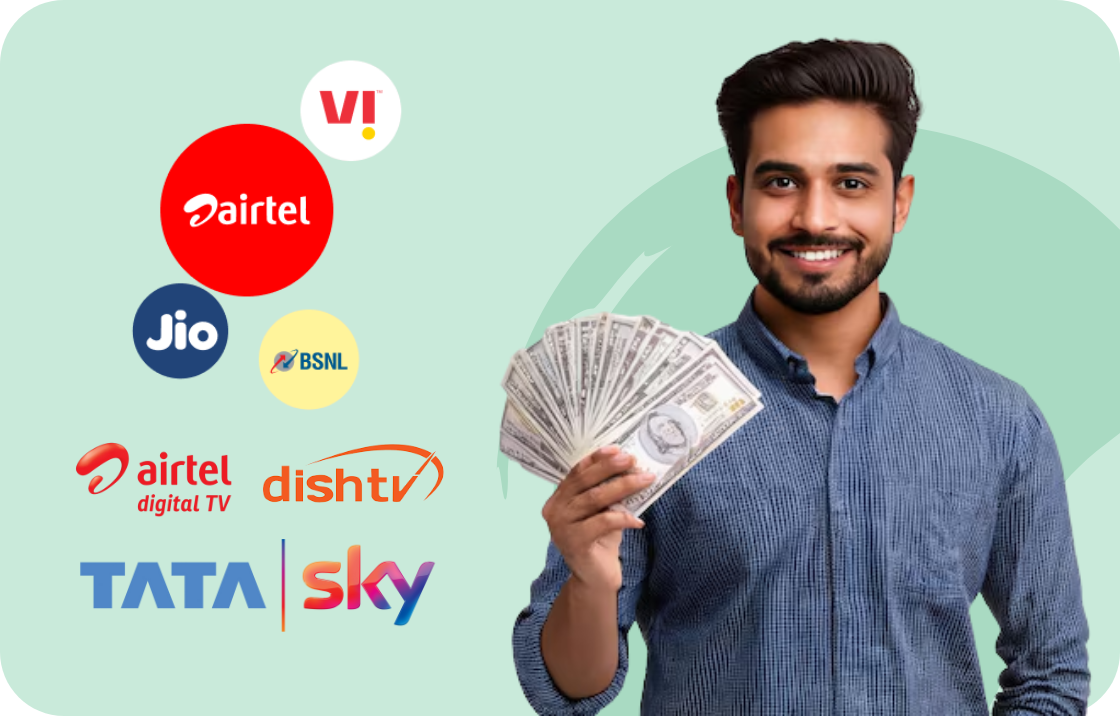 VI
airtel
Jio
BSNL
airtel
digital TV
dishtv
TATA
sky